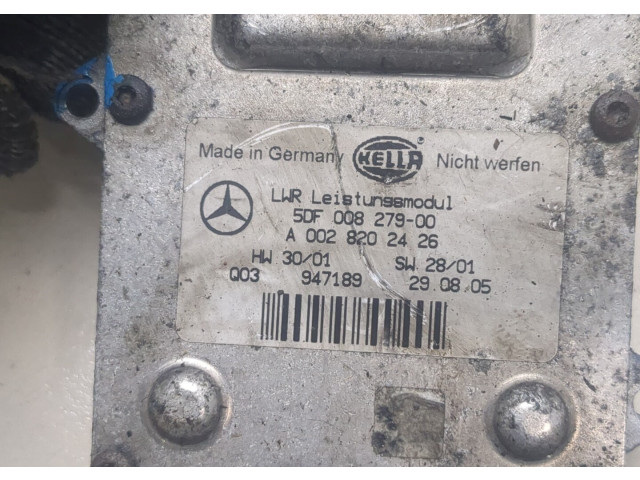 Made in Germany HELLA Nicht werfen
LWR Leistungsmodul
5DF 008 279-00
A 002 820 24 26
HW 30/01 SW 28/01
Q03 947189 29.08.05